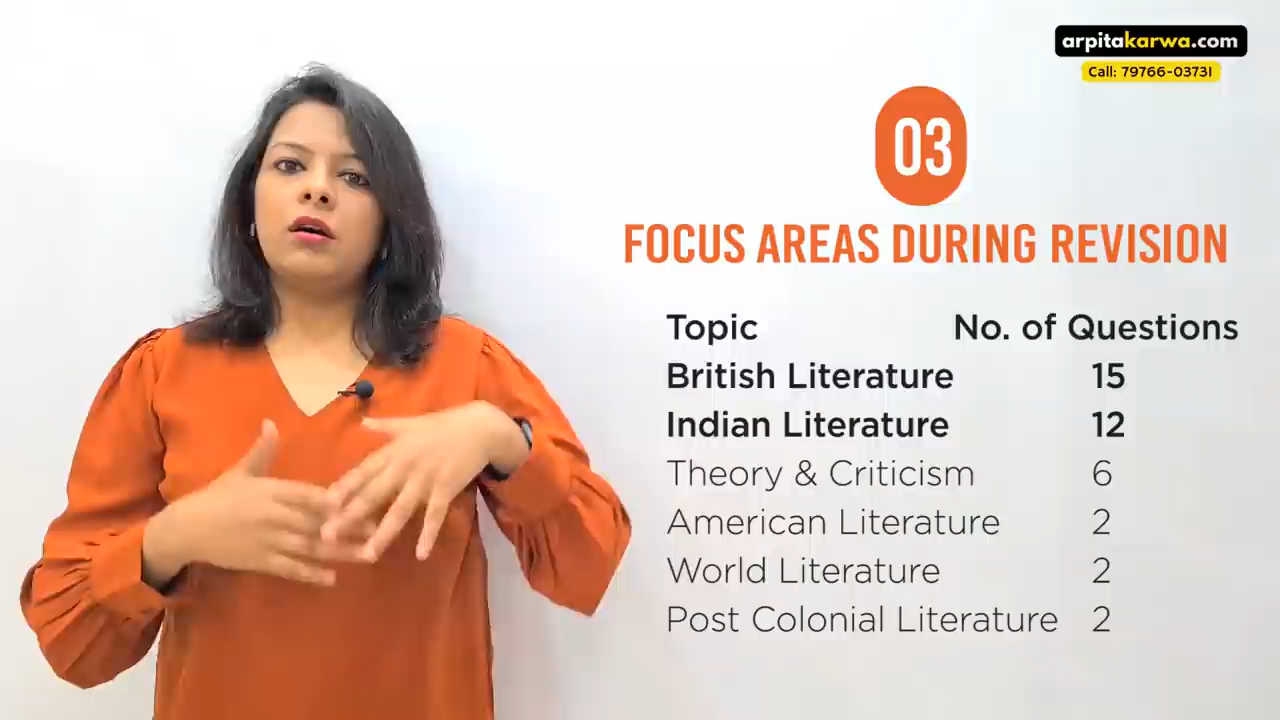 arpitakarwa.com
Call: 79766-03731
03
FOCUS AREAS DURING REVISION
Topic No. of Questions
British Literature 15
Indian Literature 12
Theory & Criticism 6
American Literature 2
World Literature 2
Post Colonial Literature 2